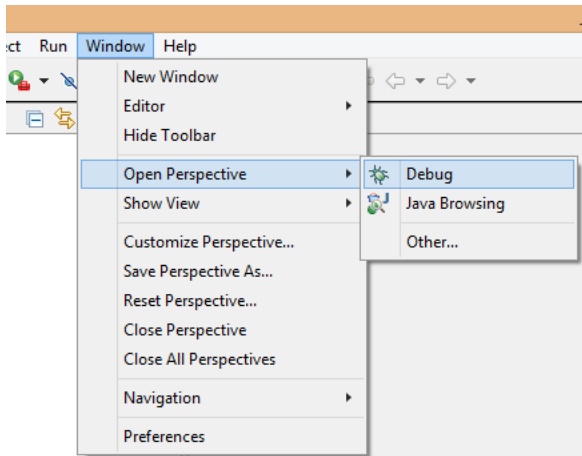 ect Run Window Help
New Window
Editor
Hide Toolbar
Open Perspective
Debug
Show View
Java Browsing
Other...
Customize Perspective...
Save Perspective As...
Reset Perspective...
Close Perspective
Close All Perspectives
Navigation
Preferences